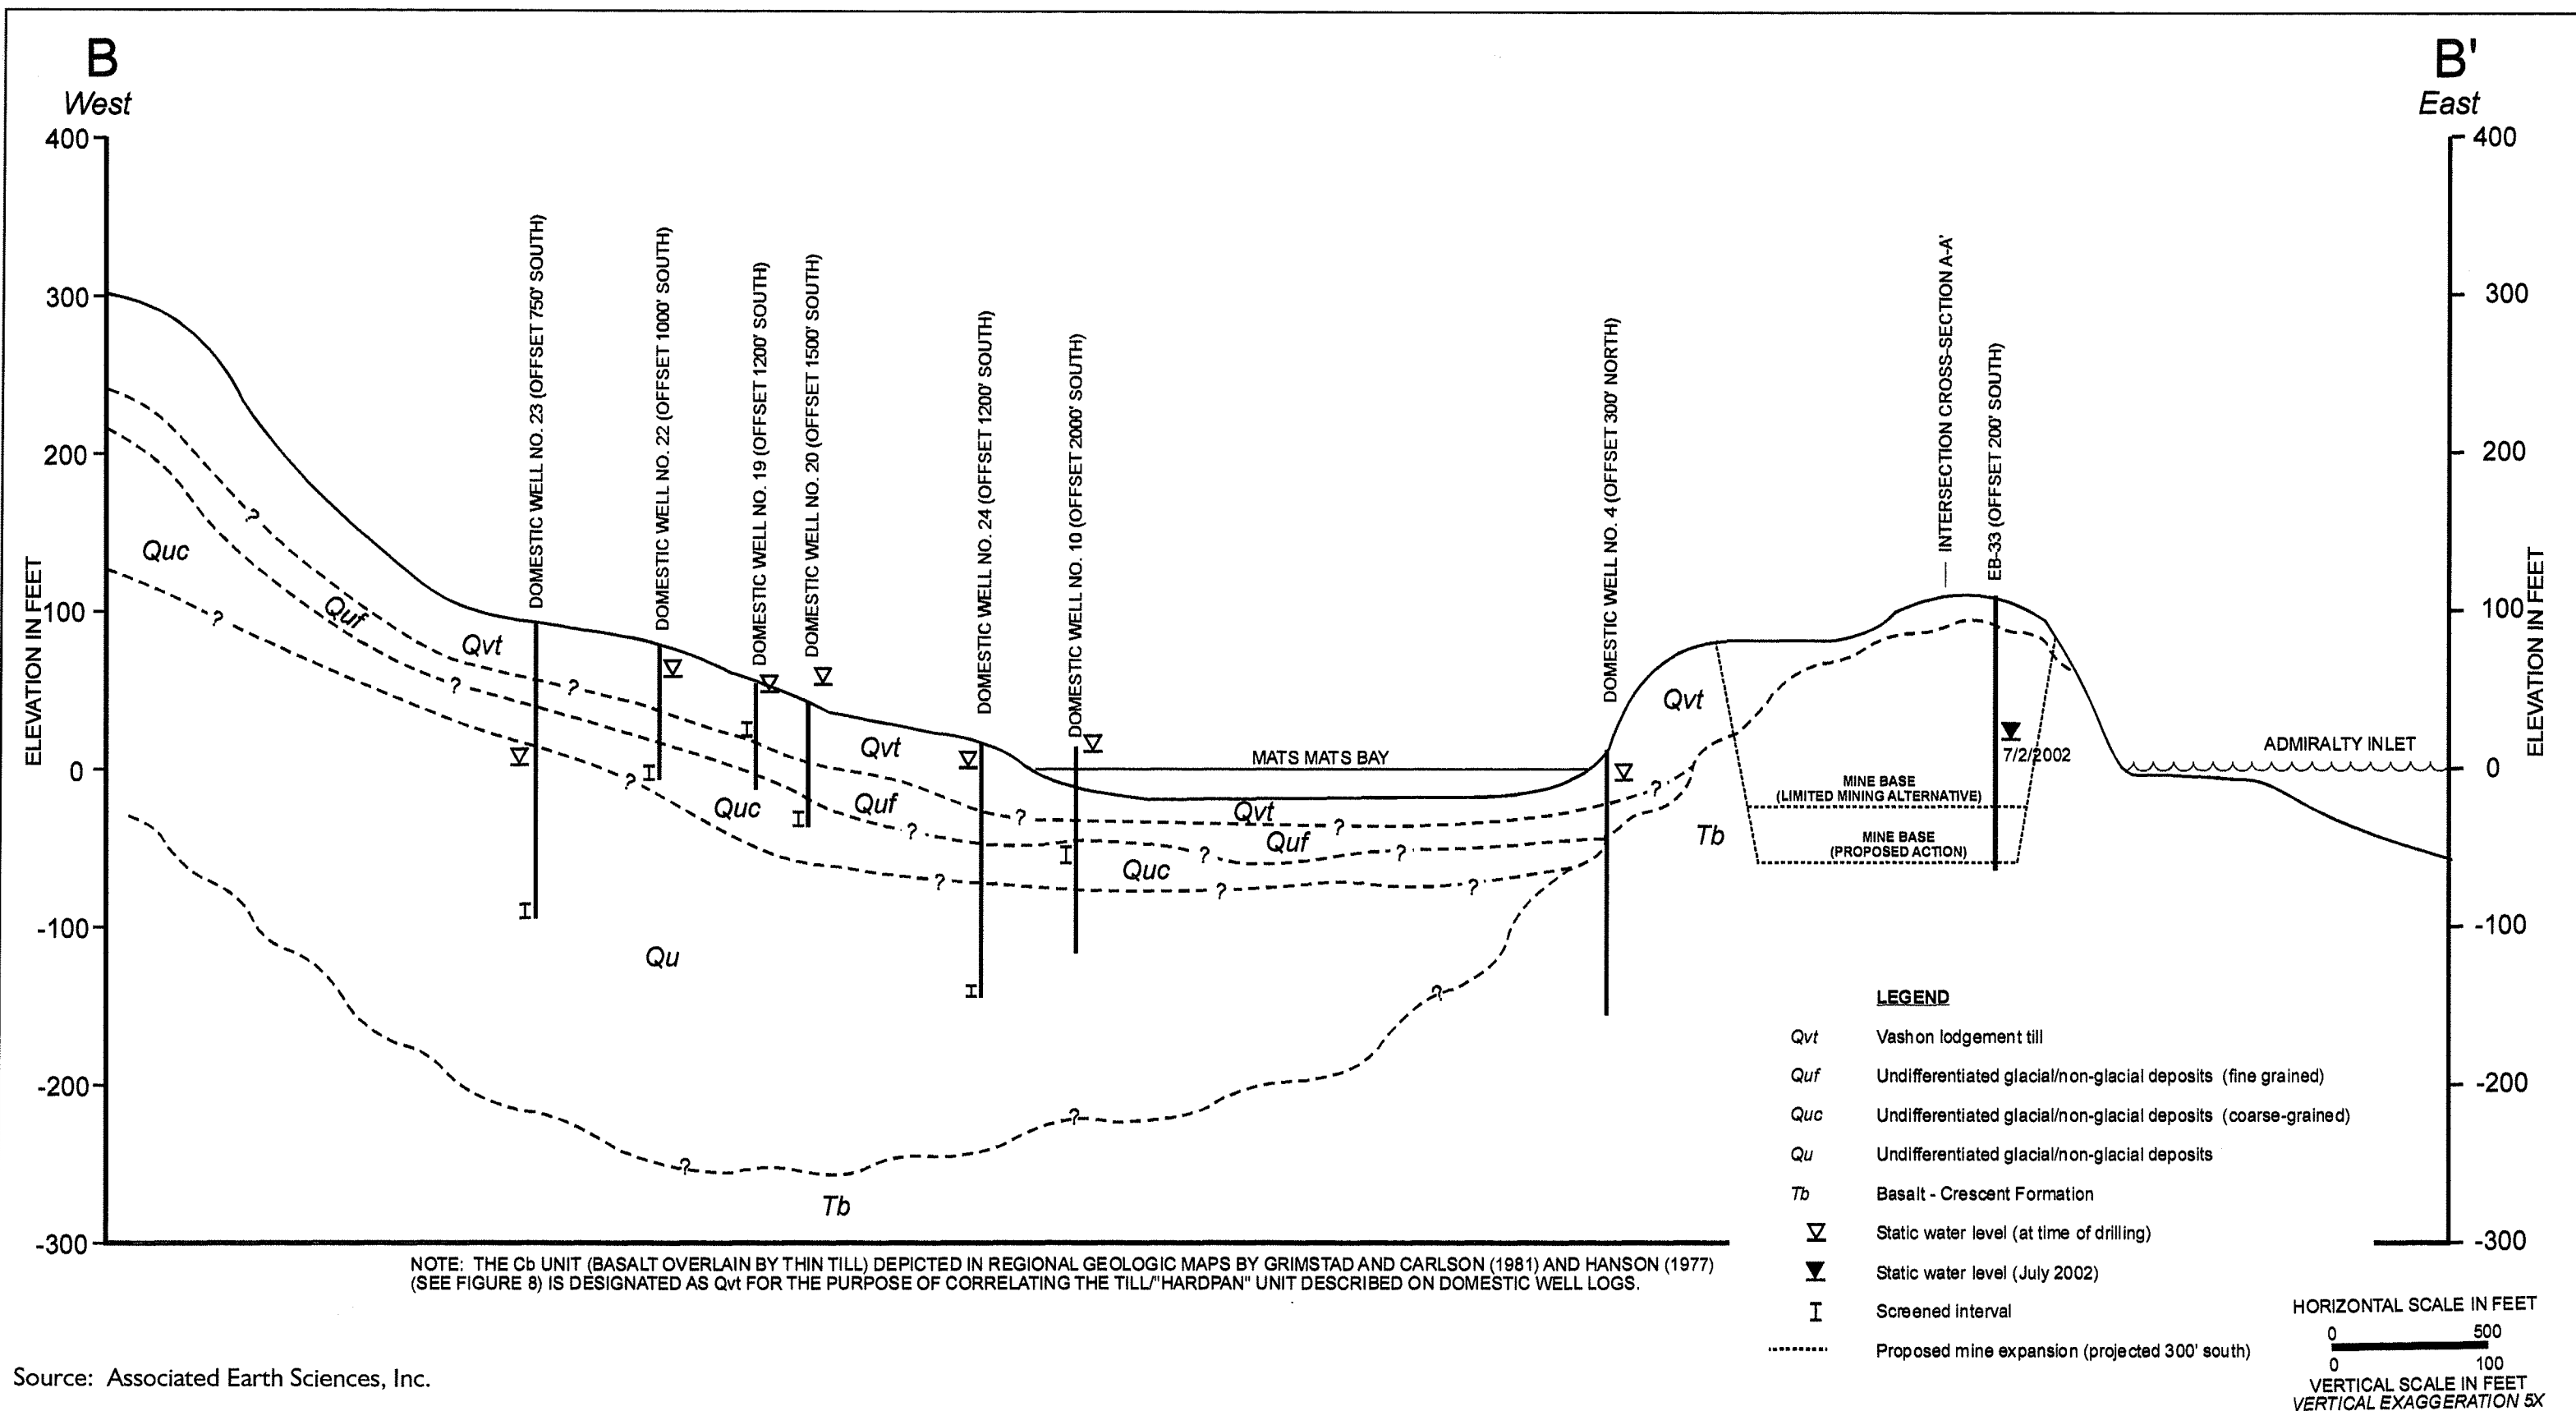 B
West
B'
East
400
300
200
100
0
-100
-200
-300
ELEVATION IN FEET
400
300
200
100
0
-100
-200
-300
ELEVATION IN FEET
DOMESTIC WELL NO. 23 (OFFSET 750' SOUTH)
DOMESTIC WELL NO. 22 (OFFSET 1000' SOUTH)
DOMESTIC WELL NO. 19 (OFFSET 1200' SOUTH)
DOMESTIC WELL NO. 20 (OFFSET 1500' SOUTH)
DOMESTIC WELL NO. 24 (OFFSET 1200' SOUTH)
DOMESTIC WELL NO. 10 (OFFSET 2000' SOUTH)
DOMESTIC WELL NO. 4 (OFFSET 300' NORTH)
INTERSECTION CROSS-SECTION A-A'
EB-33 (OFFSET 200' SOUTH)
Quc
?
?
Quf
Qvt
?
?
?
Quc
Quf
Qvt
?
?
?
MATS MATS BAY
Qvt
?
Quf
?
?
Quc
?
?
?
Qvt
Tb
7/2/2002
MINE BASE
(LIMITED MINING ALTERNATIVE)
MINE BASE
(PROPOSED ACTION)
ADMIRALTY INLET
Qu
?
?
?
Tb
NOTE: THE Cb UNIT (BASALT OVERLAIN BY THIN TILL) DEPICTED IN REGIONAL GEOLOGIC MAPS BY GRIMSTAD AND CARLSON (1981) AND HANSON (1977)
(SEE FIGURE 8) IS DESIGNATED AS Qvt FOR THE PURPOSE OF CORRELATING THE TILL/"HARDPAN" UNIT DESCRIBED ON DOMESTIC WELL LOGS.
LEGEND
Qvt Vashon lodgement till
Quf Undifferentiated glacial/non-glacial deposits (fine grained)
Quc Undifferentiated glacial/non-glacial deposits (coarse-grained)
Qu Undifferentiated glacial/non-glacial deposits
Tb Basalt - Crescent Formation
Static water level (at time of drilling)
Static water level (July 2002)
Screened interval
Proposed mine expansion (projected 300' south)
HORIZONTAL SCALE IN FEET
0 500
0 100
VERTICAL SCALE IN FEET
VERTICAL EXAGGERATION 5X
Source: Associated Earth Sciences, Inc.